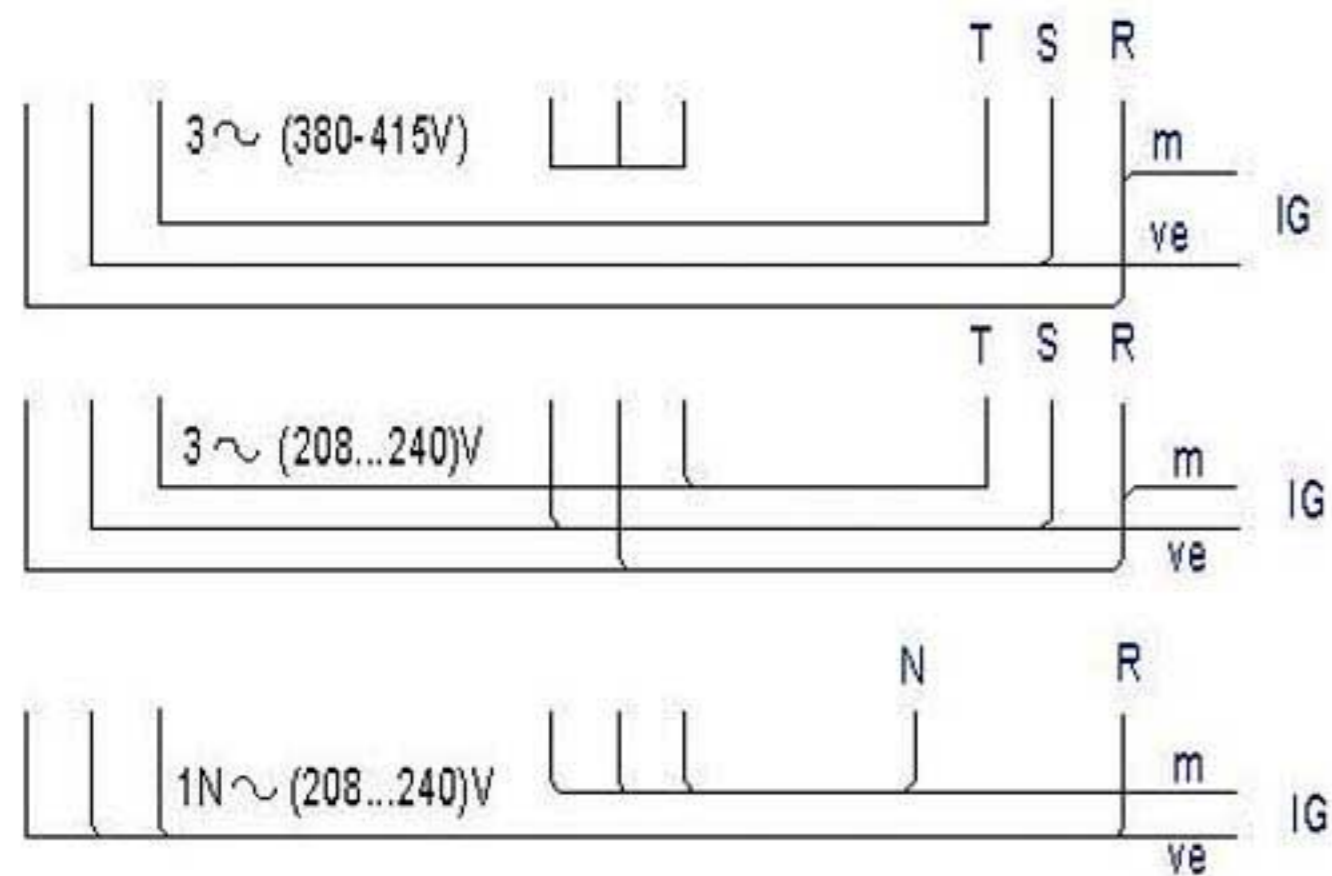 T S R
3～ (380-415V)
m
ve
IG
T S R
3～ (208...240)V
m
IG
ve
N R
1N～(208...240)V
m
IG
ve